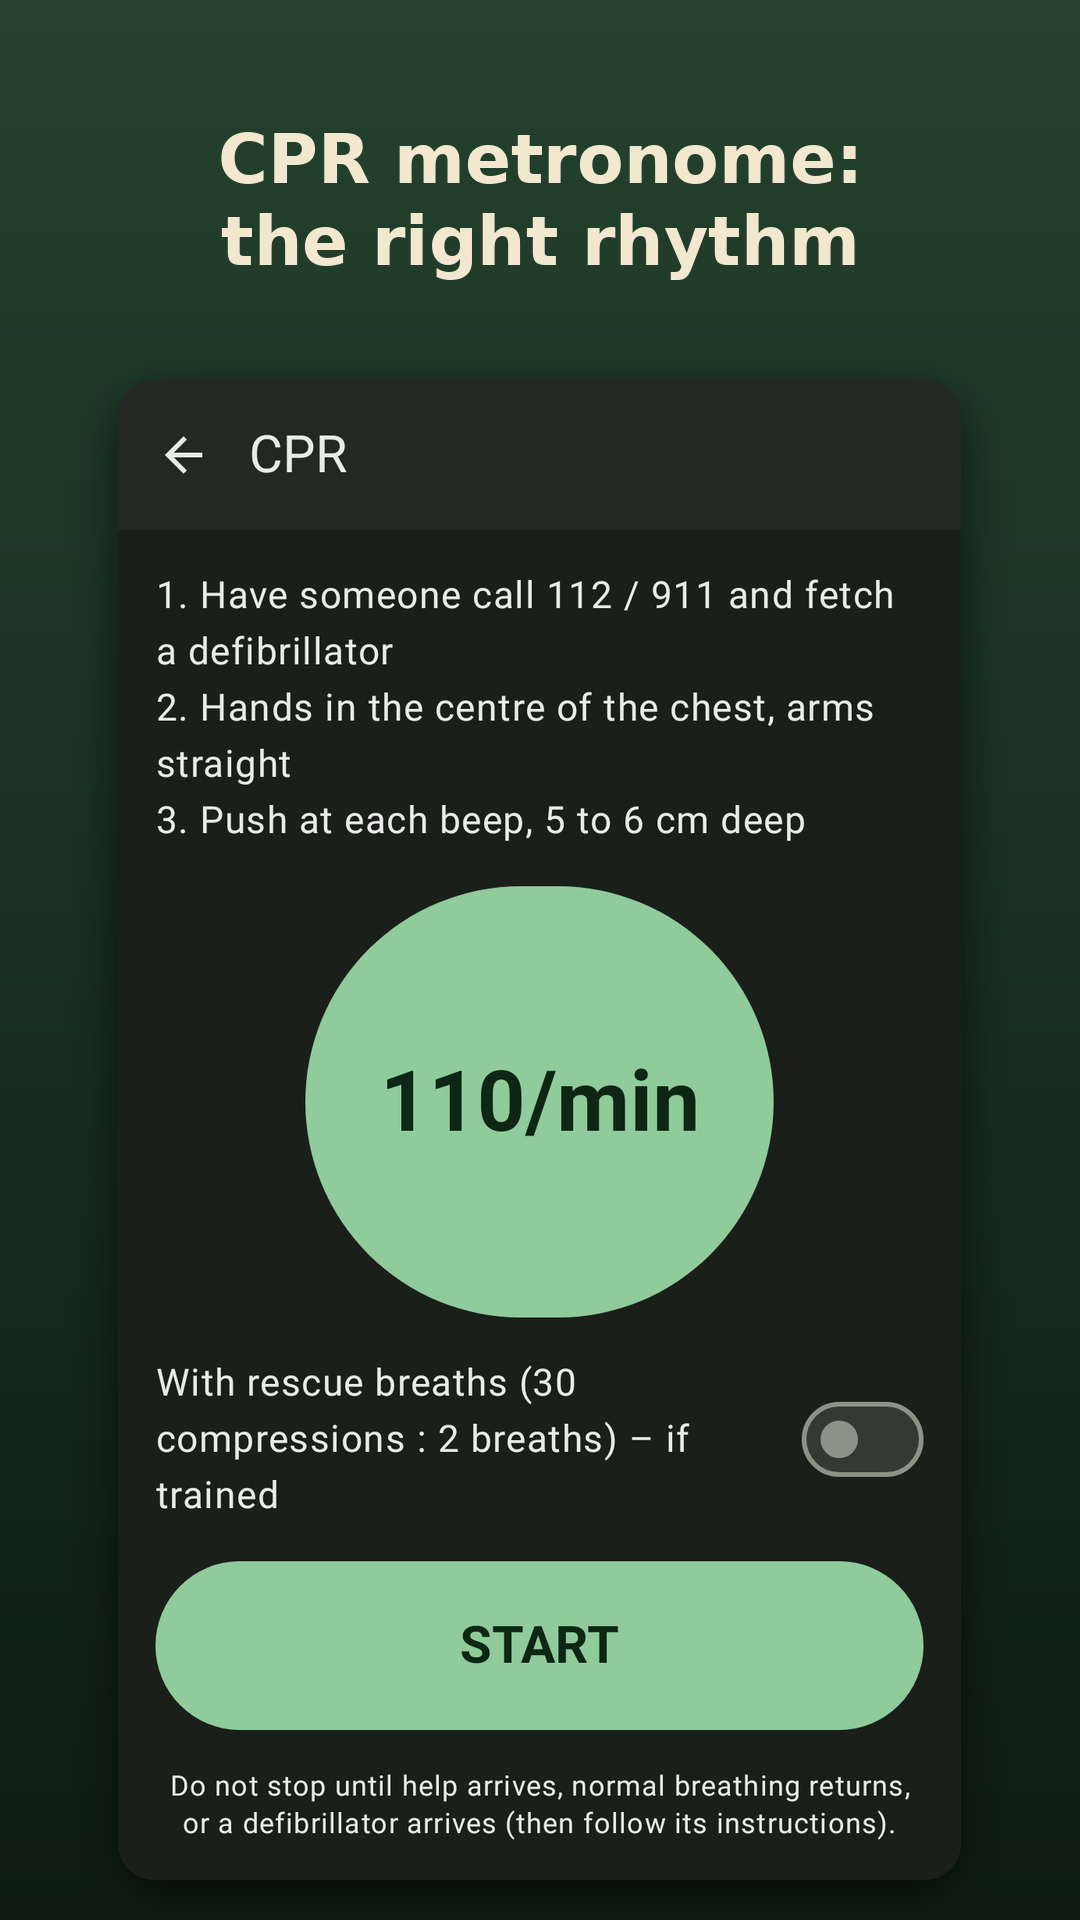 CPR metronome:
the right rhythm
CPR
1. Have someone call 112 / 911 and fetch
a defibrillator
2. Hands in the centre of the chest, arms
straight
3. Push at each beep, 5 to 6 cm deep
110/min
With rescue breaths (30
compressions : 2 breaths) – if
trained
START
Do not stop until help arrives, normal breathing returns,
or a defibrillator arrives (then follow its instructions).